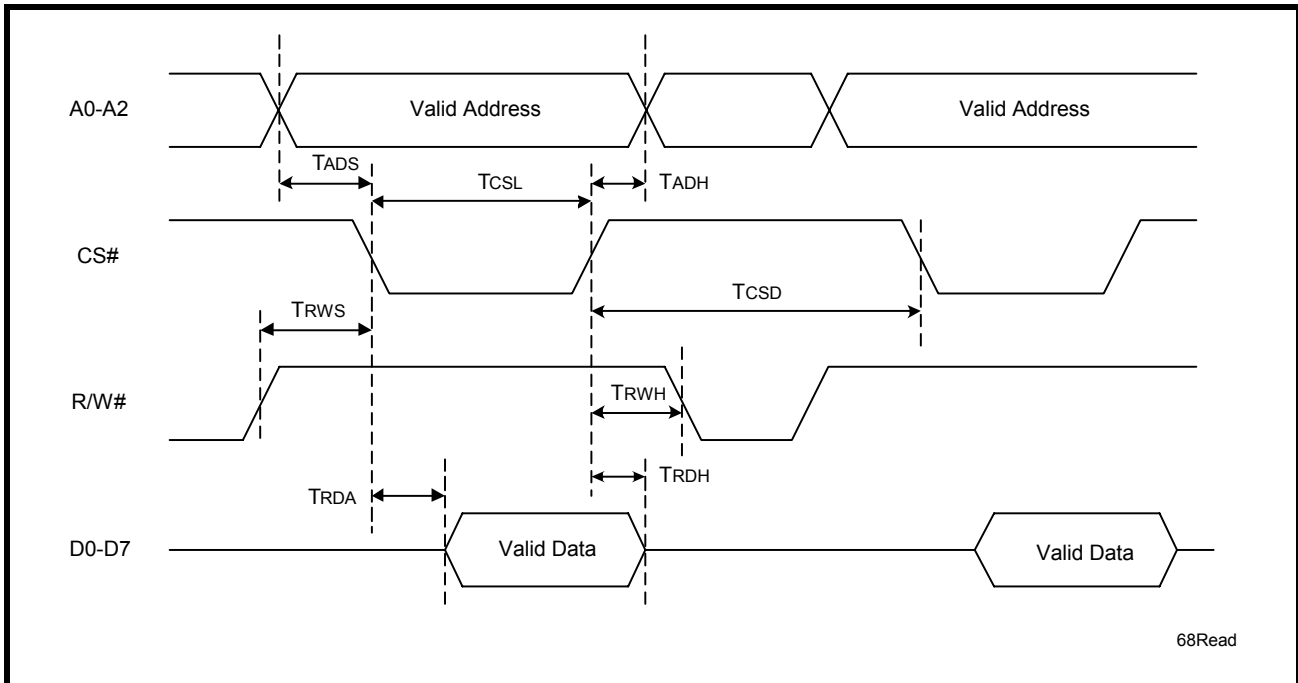 A0-A2
Valid Address
Valid Address
TADS
TCSL
TADH
CS#
TCSD
TRWS
R/W#
TRWH
TRDH
TRDA
D0-D7
Valid Data
Valid Data
68Read